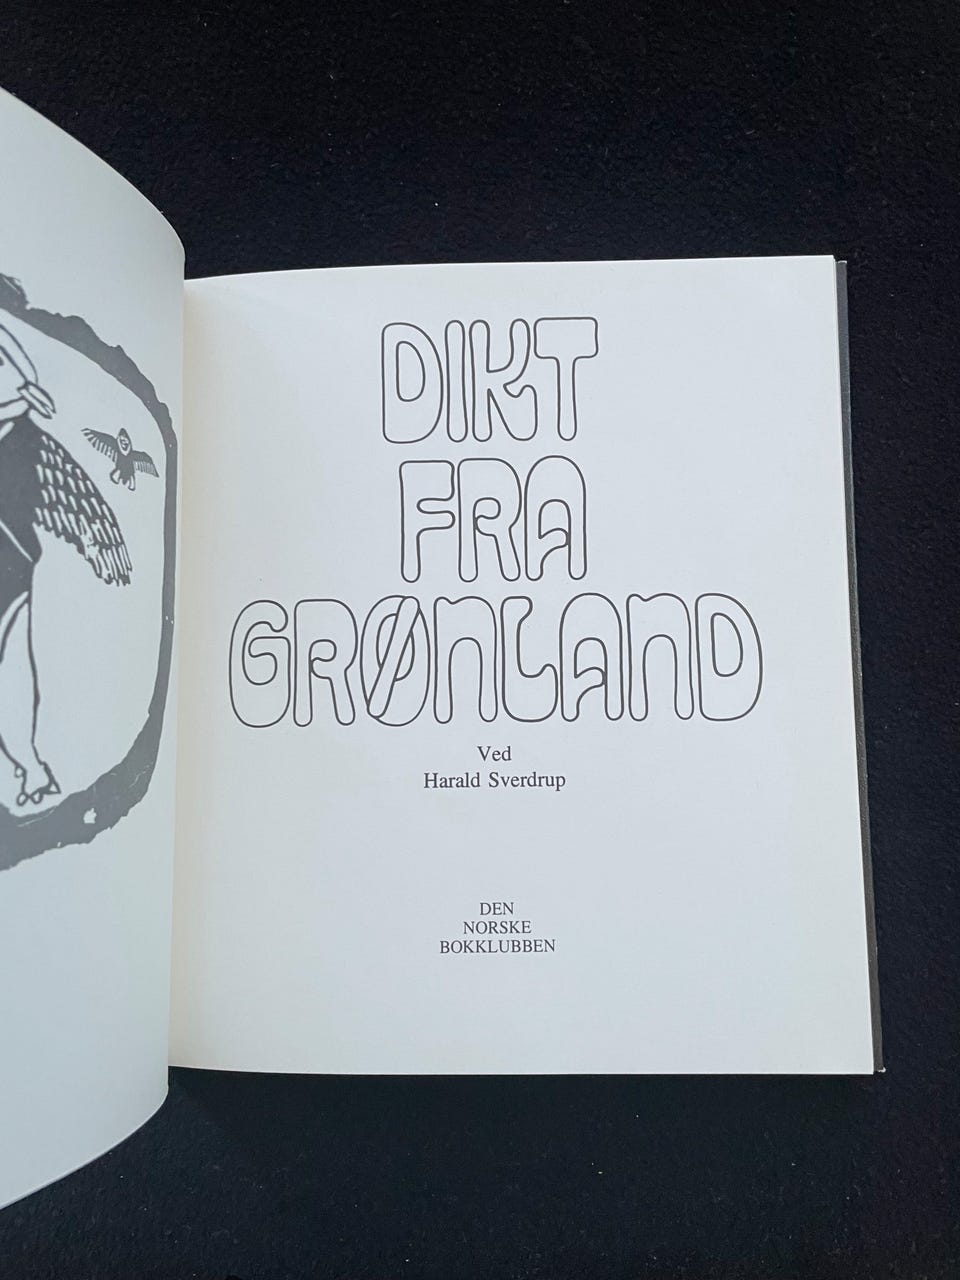 DIKT
FRA
GRØNLAND
Ved
Harald Sverdrup
DEN
NORSKE
BOKKLUBBEN